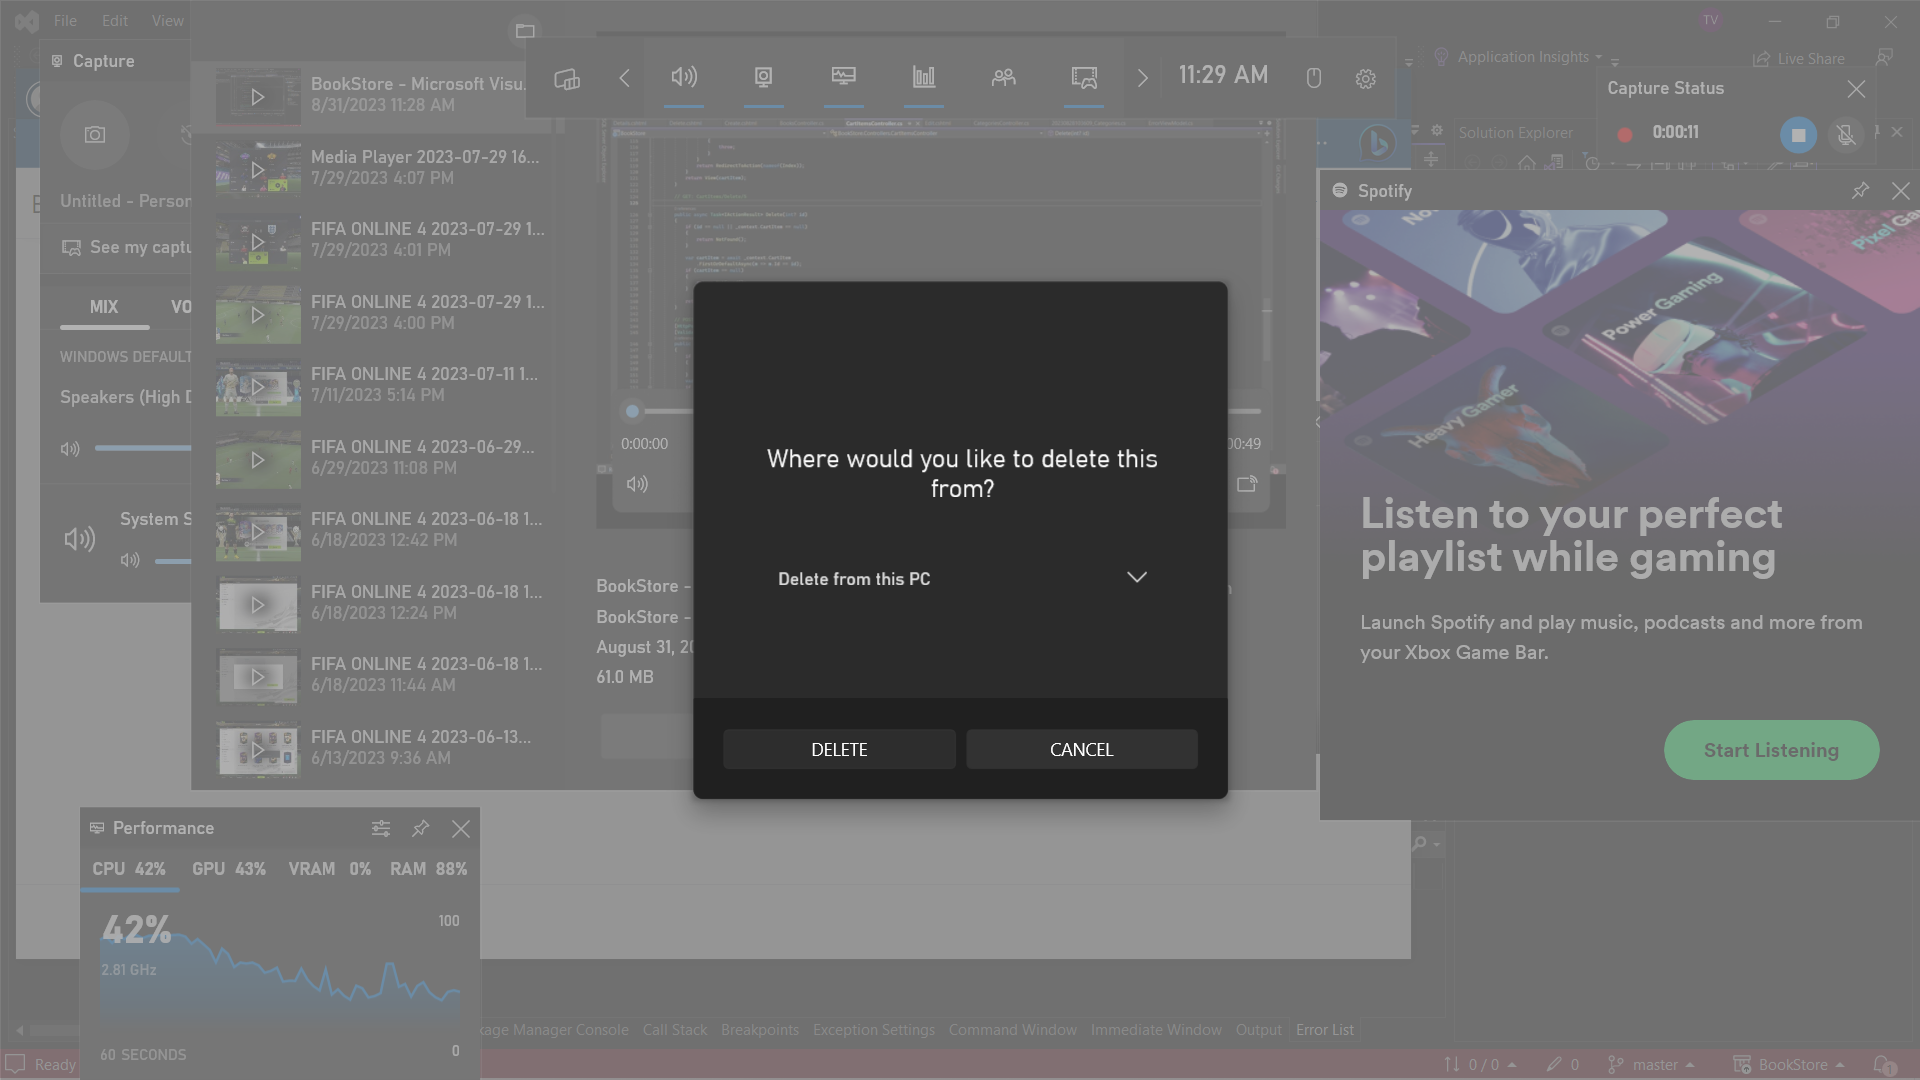 File Edit View
TV
Application Insights
Live Share
Capture
BookStore - Microsoft Visu...
8/31/2023 11:28 AM
11:29 AM
Capture Status
0:00:11
Solution Explorer
Media Player 2023-07-29 16...
7/29/2023 4:07 PM
Untitled - Person
See my captu
FIFA ONLINE 4 2023-07-29 1...
7/29/2023 4:01 PM
MIX VO
FIFA ONLINE 4 2023-07-29 1...
7/29/2023 4:00 PM
WINDOWS DEFAULT
Speakers (High D
FIFA ONLINE 4 2023-07-11 1...
7/11/2023 5:14 PM
FIFA ONLINE 4 2023-06-29...
6/29/2023 11:08 PM
System S
FIFA ONLINE 4 2023-06-18 1...
6/18/2023 12:42 PM
FIFA ONLINE 4 2023-06-18 1...
6/18/2023 12:24 PM
FIFA ONLINE 4 2023-06-18 1...
6/18/2023 11:44 AM
FIFA ONLINE 4 2023-06-13...
6/13/2023 9:36 AM
0:00:00
00:49
BookStore -
BookStore -
August 31, 20
61.0 MB
Where would you like to delete this
from?
Delete from this PC
DELETE CANCEL
Spotify
Pixel Ga
Power Gaming
Heavy Gamer
Listen to your perfect
playlist while gaming
Launch Spotify and play music, podcasts and more from
your Xbox Game Bar.
Start Listening
Performance
CPU 42% GPU 43% VRAM 0% RAM 88%
42%
100
2.81 GHz
60 SECONDS
0
kage Manager Console Call Stack Breakpoints Exception Settings Command Window Immediate Window Output Error List
Ready
0 / 0 0 master BookStore 1